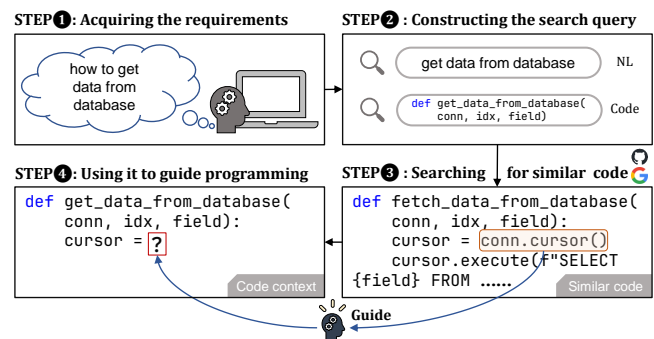 STEP❶: Acquiring the requirements
how to get
data from
database
STEP❷ : Constructing the search query
get data from database
NL
def get_data_from_database(
conn, idx, field)
Code
STEP❸ : Searching for similar code
def fetch_data_from_database(
conn, idx, field):
cursor = conn.cursor()
cursor.execute(f"SELECT
{field} FROM ......
Similar code
STEP❹: Using it to guide programming
def get_data_from_database(
conn, idx, field):
cursor = ?
Code context
Guide